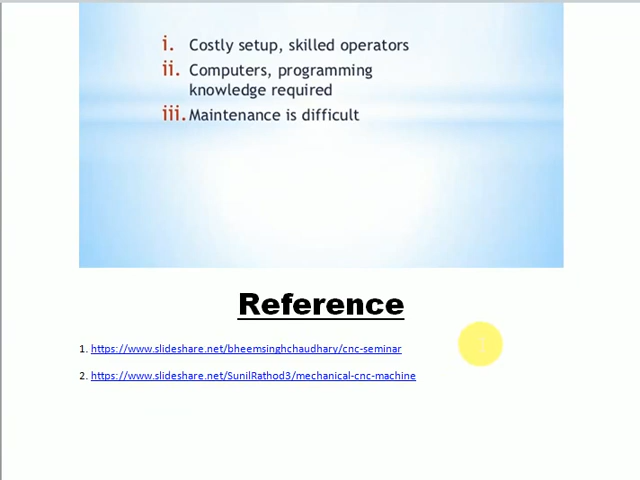 i. Costly setup, skilled operators
ii. Computers, programming
knowledge required
iii. Maintenance is difficult
Reference
1. https://www.slideshare.net/bheemsinghchaudhary/cnc-seminar
2. https://www.slideshare.net/SunilRathod3/mechanical-cnc-machine